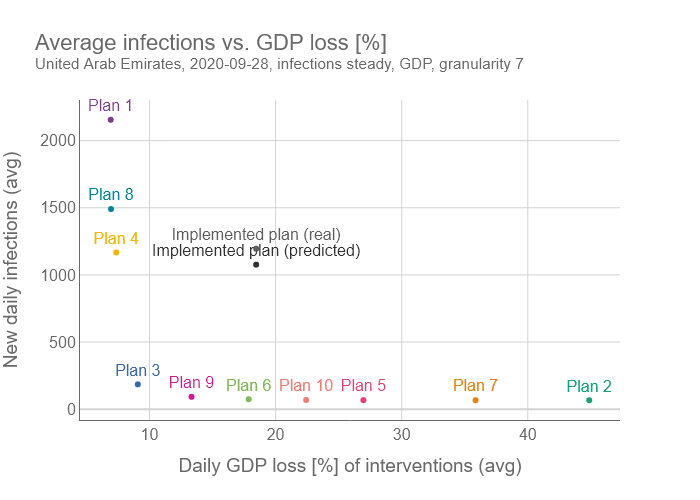 Average infections vs. GDP loss [%]
United Arab Emirates, 2020-09-28, infections steady, GDP, granularity 7
New daily infections (avg)
2000
1500
1000
500
0
Plan 1
Plan 8
Plan 4
Implemented plan (real)
Implemented plan (predicted)
Plan 3
Plan 9
Plan 6
Plan 10
Plan 5
Plan 7
Plan 2
10
20
30
40
Daily GDP loss [%] of interventions (avg)